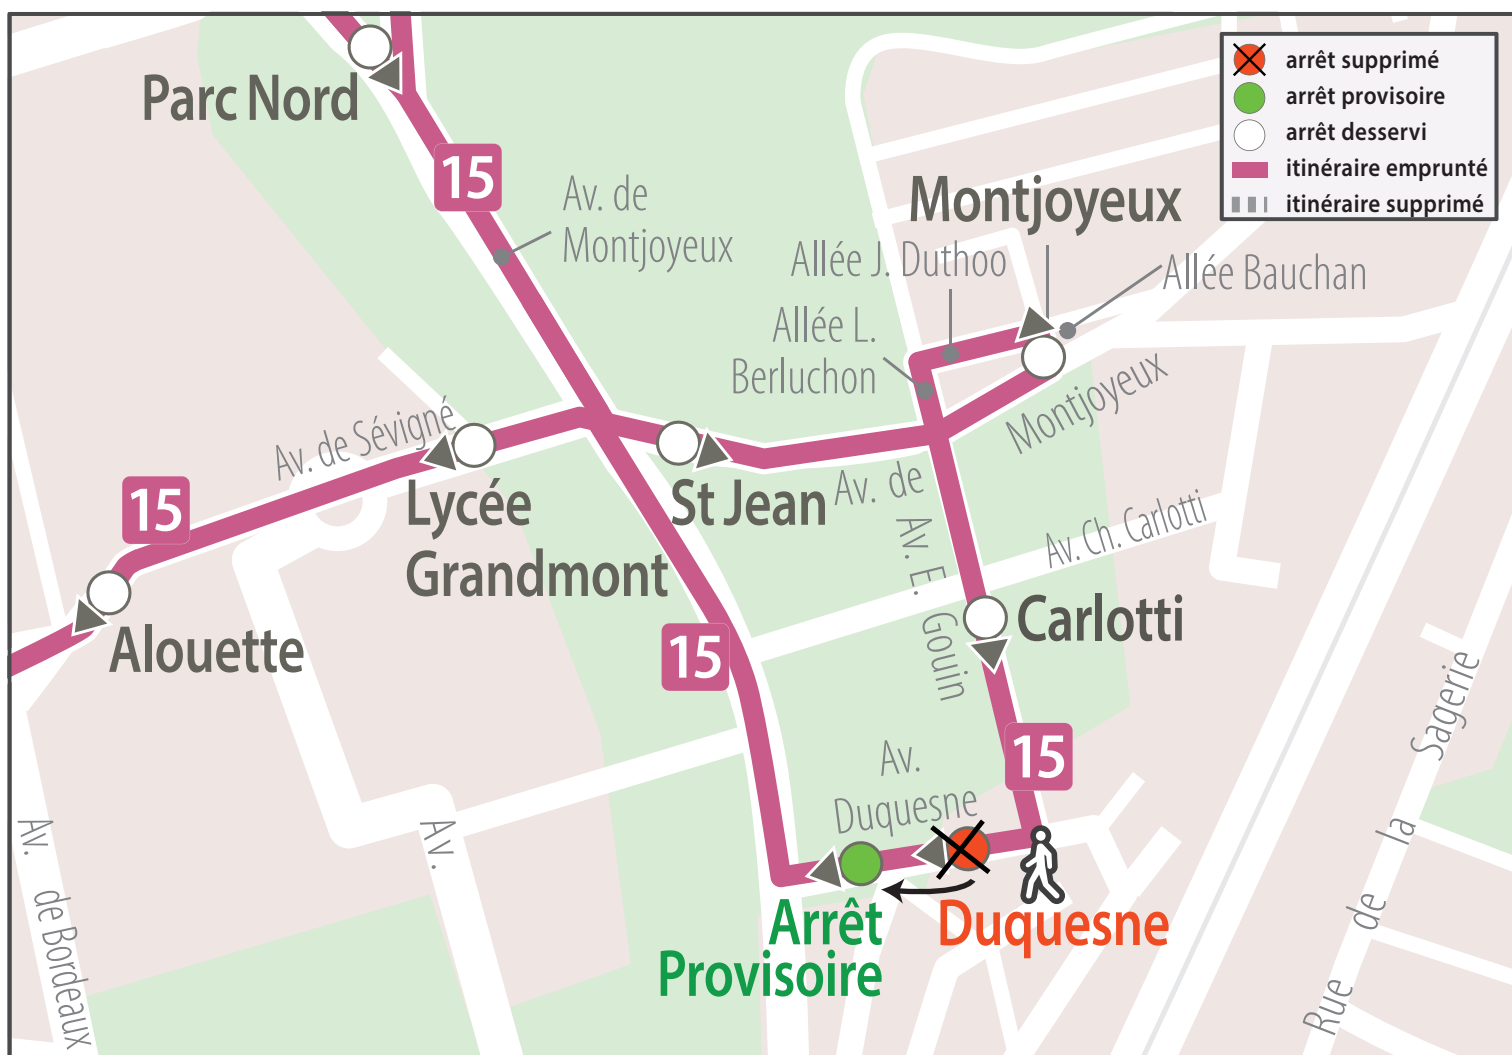 Parc Nord
15
Av. de
Montjoyeux
Montjoyeux
Allée J. Duthoo
Allée Bauchan
Allée L.
Berluchon
arrêt supprimé
arrêt provisoire
arrêt desservi
itinéraire emprunté
itinéraire supprimé
Av. de Sévigné
15
Lycée
Grandmont
St Jean
Av. de Montjoyeux
Av. E. Gouin
Av. Ch. Carlotti
Alouette
15
Carlotti
15
Av.
Duquesne
Arrêt
Provisoire
Duquesne
Av. de Bordeaux
Av.
Rue de la Sagerie